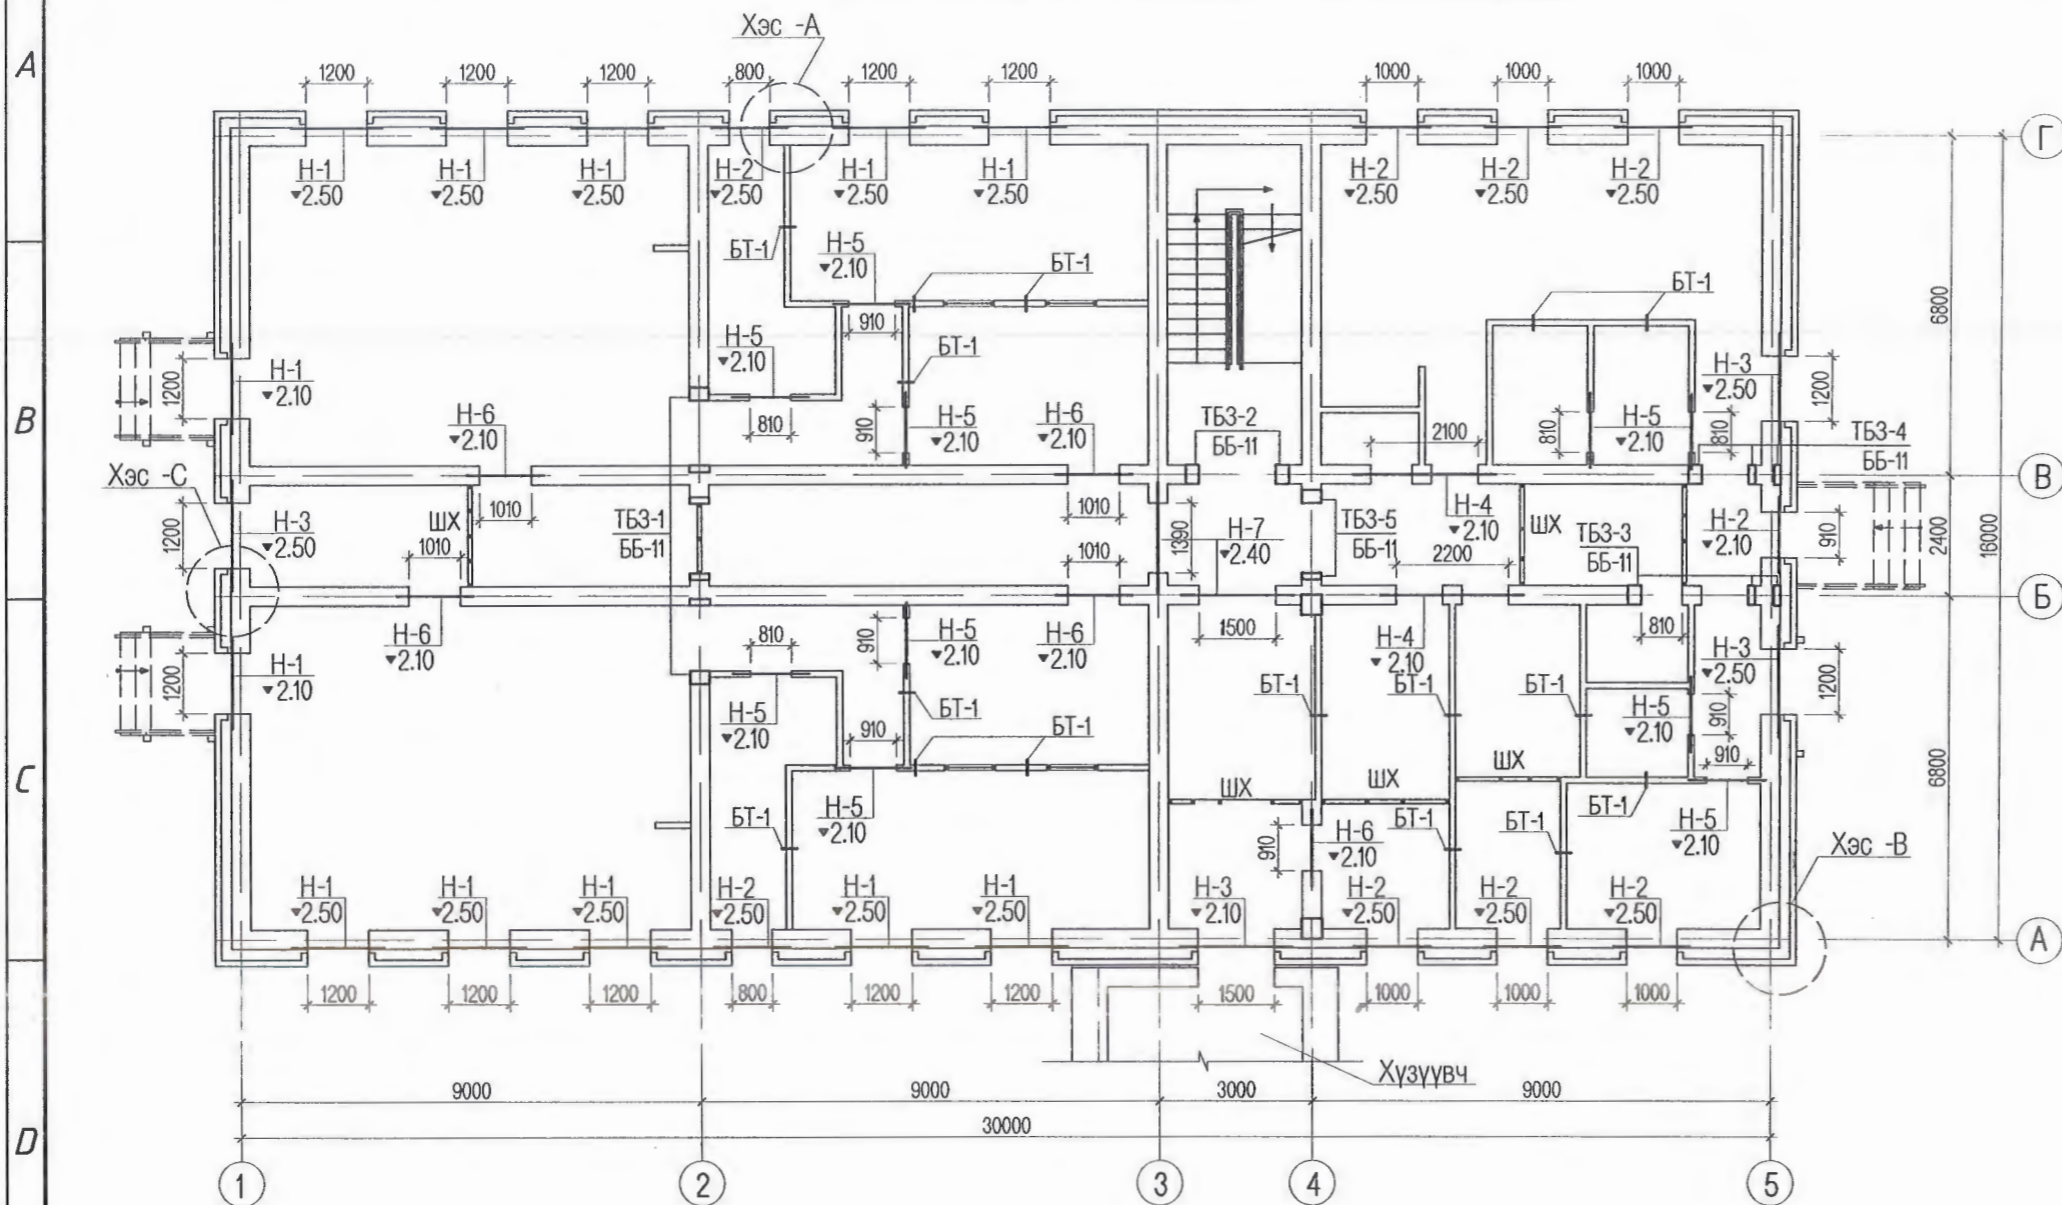 Хэс -А
A
1200 1200 1200 800 1200 1200 1000 1000 1000
Г
Н-1 Н-1 Н-1 Н-2 Н-1 Н-1 Н-2 Н-2 Н-2
▼2.50 ▼2.50 ▼2.50 ▼2.50 ▼2.50 ▼2.50 ▼2.50 ▼2.50 ▼2.50
БТ-1 Н-5 БТ-1 БТ-1
▼2.10
6800
910
Н-5 БТ-1 Н-3
▼2.10 ▼2.50
1200 Н-1 1200
▼2.10
B
Н-6 810 910 Н-5 Н-6 ТБЗ-2 2100 810 Н-5 810 ТБЗ-4
▼2.10 ▼2.10 ▼2.10 ББ-11 ▼2.10 ББ-11
Хэс -С
В
1010 1010
1200 Н-3 ШХ ТБЗ-1 1390 Н-7 ТБЗ-5 Н-4 ШХ ТБЗ-3 Н-2 910 2400 16000
▼2.50 ББ-11 ▼2.40 ББ-11 ▼2.10 ББ-11 ▼2.10
1010 1010 2200
Б
Н-6 810 910 Н-5 Н-6 1500 Н-4 810 Н-3
▼2.10 ▼2.10 ▼2.10 ▼2.10 ▼2.50
1200 Н-1 1200
▼2.10
БТ-1 БТ-1 БТ-1
Н-5 БТ-1 Н-5 910
▼2.10 ▼2.10
910 БТ-1 910
6800
C
ШХ ШХ ШХ
БТ-1 Н-5 БТ-1 БТ-1 БТ-1 Н-5
▼2.10 ▼2.10
910 Н-6
▼2.10
Хэс -В
Н-1 Н-1 Н-1 Н-2 Н-1 Н-1 Н-3 Н-2 Н-2 Н-2
▼2.50 ▼2.50 ▼2.50 ▼2.50 ▼2.50 ▼2.50 ▼2.10 ▼2.50 ▼2.50 ▼2.50
А
1200 1200 1200 800 1200 1200 1500 1000 1000 1000
Хүзүүвч
9000 9000 3000 9000
30000
D
1 2 3 4 5